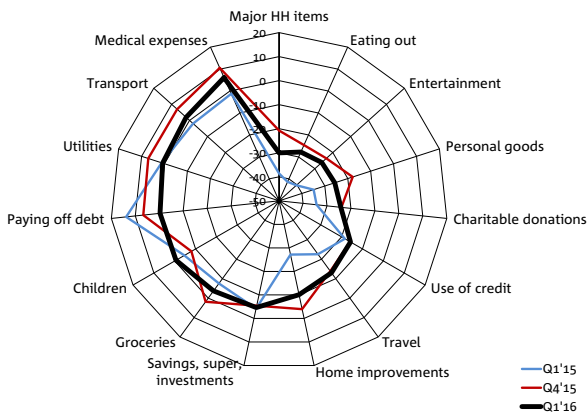 Major HH items
Eating out
Entertainment
Personal goods
Charitable donations
Use of credit
Travel
Home improvements
Savings, super,
investments
Groceries
Children
Paying off debt
Utilities
Transport
Medical expenses
20
10
0
-10
-20
-30
-40
-50
Q1'15
Q4'15
Q1'16